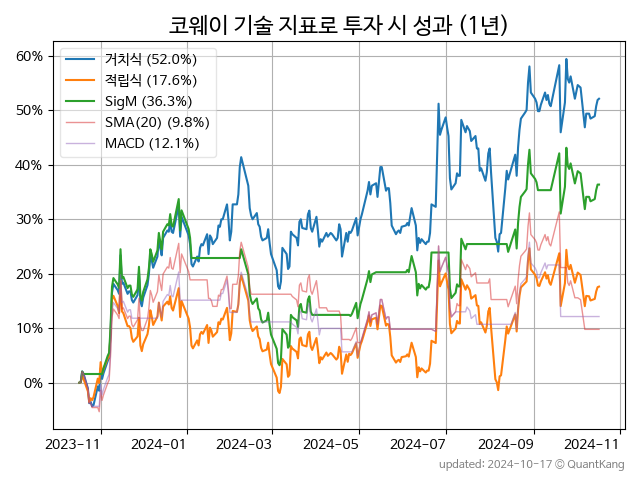 코웨이 기술 지표로 투자 시 성과 (1년)
거치식 (52.0%)
적립식 (17.6%)
SigM (36.3%)
SMA(20) (9.8%)
MACD (12.1%)
60%
50%
40%
30%
20%
10%
0%
2023-11 2024-01 2024-03 2024-05 2024-07 2024-09 2024-11
updated: 2024-10-17 © QuantKang